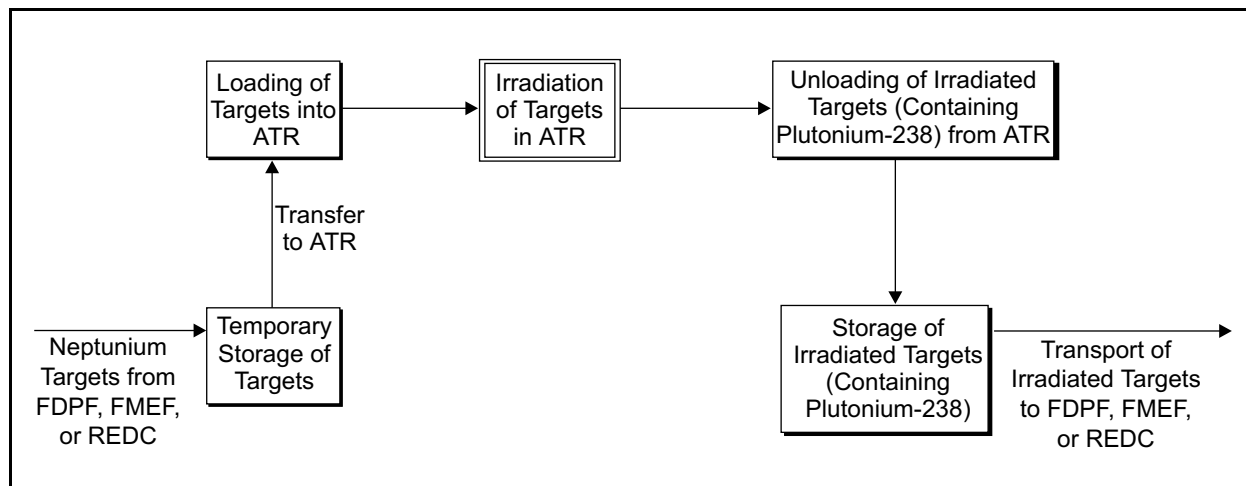 Neptunium
Targets from
FDPF, FMEF,
or REDC
Temporary
Storage of
Targets
Transfer
to ATR
Loading of
Targets into
ATR
Irradiation
of Targets
in ATR
Unloading of Irradiated
Targets (Containing
Plutonium-238) from ATR
Storage of
Irradiated Targets
(Containing
Plutonium-238)
Transport of
Irradiated Targets
to FDPF, FMEF,
or REDC